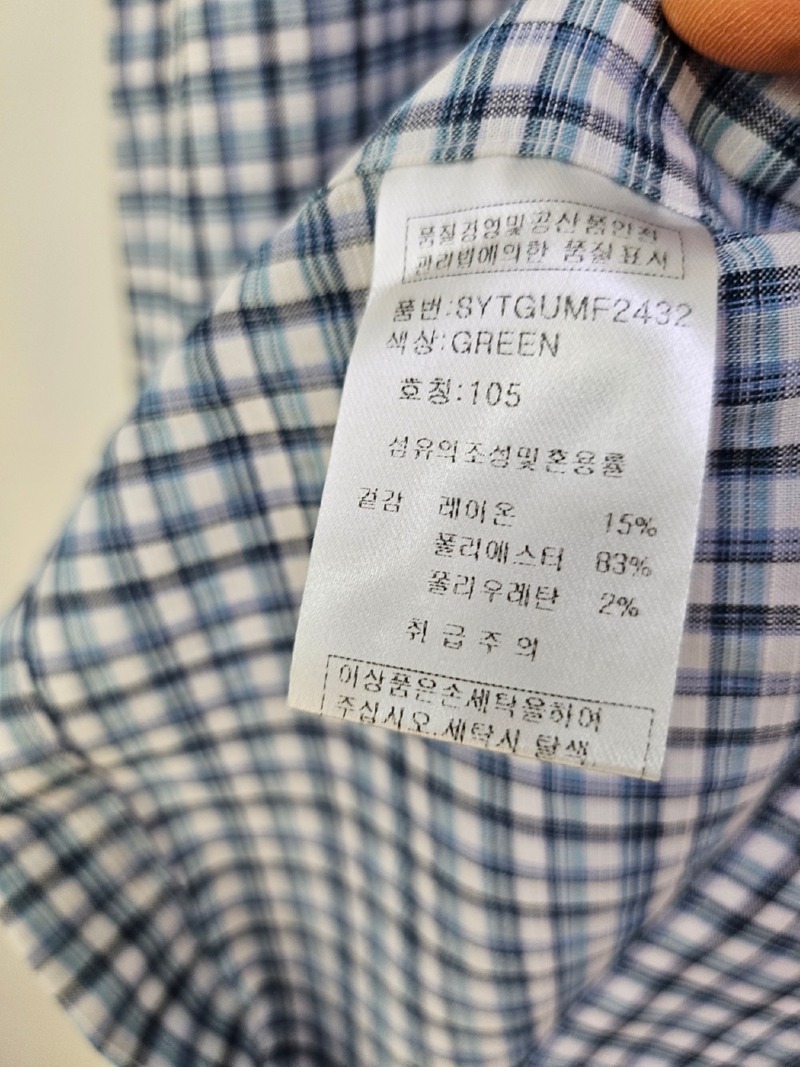 품질경영및공산품안전
관리법에의한 품질표시
품번:SYTGUMF2432
색상:GREEN
호칭:105
섬유의조성및혼용률
겉감 레이온 15%
폴리에스터 83%
폴리우레탄 2%
취급주의
이상품은손세탁을하여
주십시오.세탁시 탈색